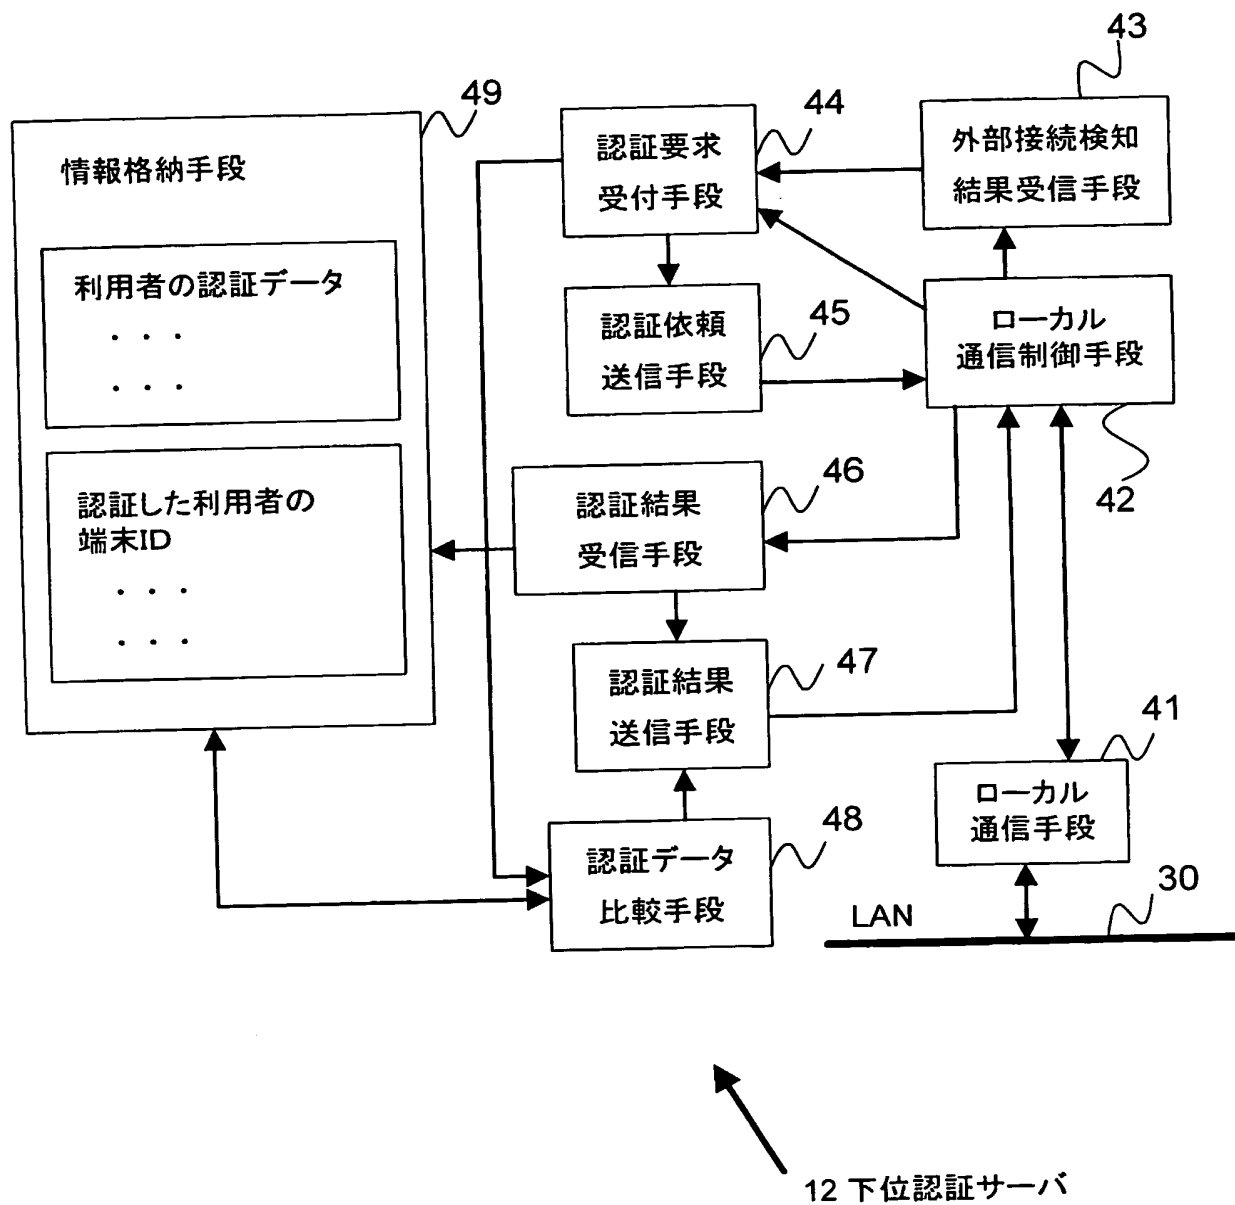 43
49
44
情報格納手段
認証要求
受付手段
外部接続検知
結果受信手段
利用者の認証データ
・・・
・・・
認証依頼
送信手段
45
ローカル
通信制御手段
42
認証した利用者の
端末ID
・・・
・・・
認証結果
受信手段
46
認証結果
送信手段
47
41
ローカル
通信手段
認証データ
比較手段
48
30
LAN
12 下位認証サーバ